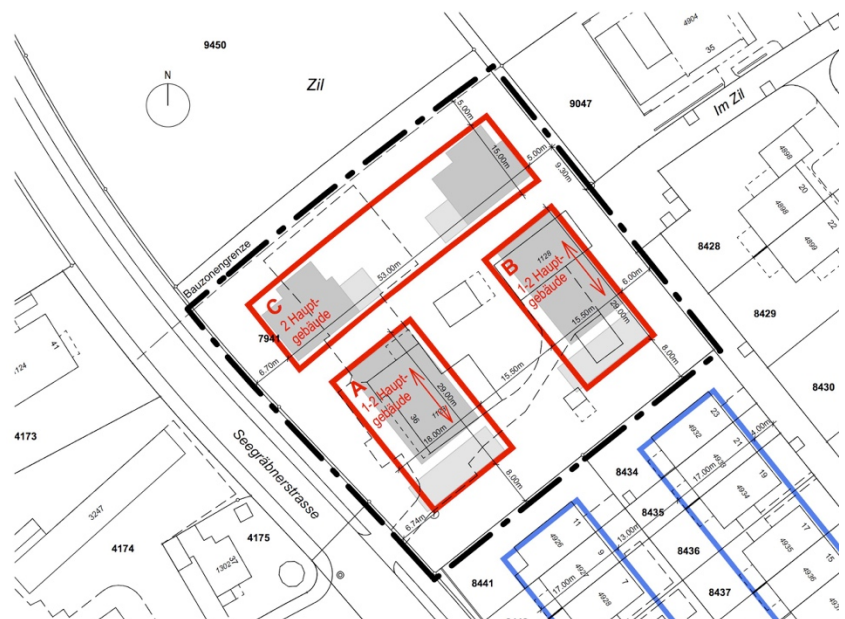 9450
Zil
N
4904
35
9047
Im Zil
5.00m
15.00m
5.00m
9.30m
4898
20
4898
22
4899
8428
8429
8430
Bauzonengrenze
53.00m
C
2 Haupt-
gebäude
7941
6.70m
1128
B
1-2 Haupt-
gebäude
6.00m
29.00m
15.50m
8.00m
15.50m
A
1-2 Haupt-
gebäude
29.00m
36
18.00m
8.00m
6.74m
41
4173
3247
4174
4175
Seegräbnerstrasse
8434
8435
8436
8437
8441
23
4932
21
4.00m
4933
17.00m
19
4934
17
4935
15
4936
11
4926
9
13.00m
4927
7
17.00m
4928